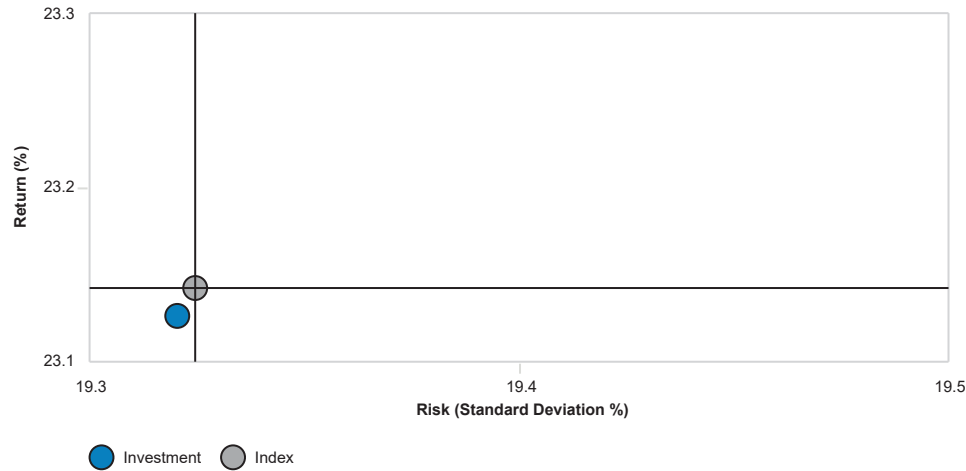 23.3
Return (%)
23.2
23.1
19.3 19.4 19.5
Risk (Standard Deviation %)
Investment Index